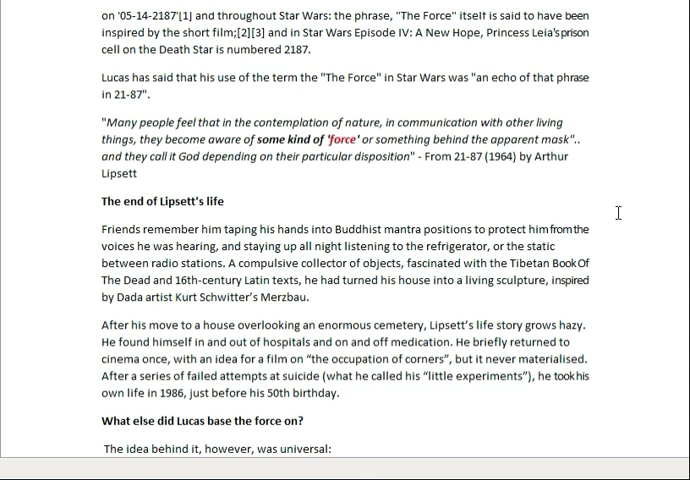 on '05-14-2187'[1] and throughout Star Wars: the phrase, "The Force" itself is said to have been
inspired by the short film;[2][3] and in Star Wars Episode IV: A New Hope, Princess Leia's prison
cell on the Death Star is numbered 2187.
Lucas has said that his use of the term the "The Force" in Star Wars was "an echo of that phrase
in 21-87".
"Many people feel that in the contemplation of nature, in communication with other living
things, they become aware of some kind of 'force' or something behind the apparent mask"..
and they call it God depending on their particular disposition" - From 21-87 (1964) by Arthur
Lipsett
The end of Lipsett's life
Friends remember him taping his hands into Buddhist mantra positions to protect him from the
voices he was hearing, and staying up all night listening to the refrigerator, or the static
between radio stations. A compulsive collector of objects, fascinated with the Tibetan Book Of
The Dead and 16th-century Latin texts, he had turned his house into a living sculpture, inspired
by Dada artist Kurt Schwitter's Merzbau.
After his move to a house overlooking an enormous cemetery, Lipsett's life story grows hazy.
He found himself in and out of hospitals and on and off medication. He briefly returned to
cinema once, with an idea for a film on "the occupation of corners", but it never materialised.
After a series of failed attempts at suicide (what he called his "little experiments"), he took his
own life in 1986, just before his 50th birthday.
What else did Lucas base the force on?
The idea behind it, however, was universal: